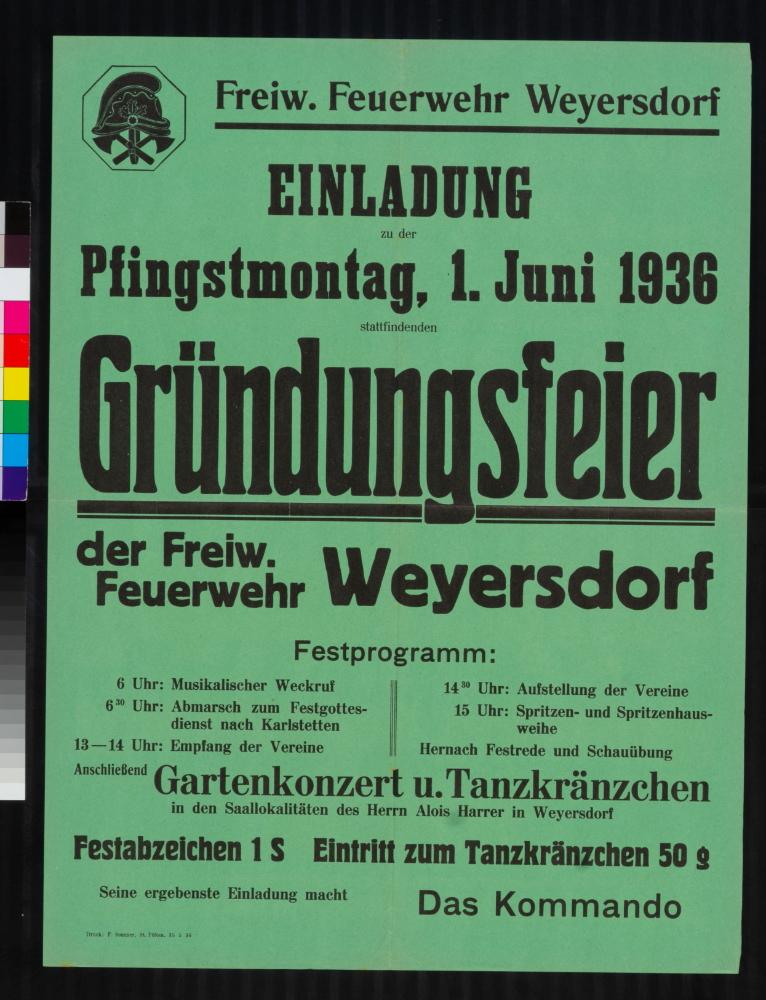 Freiw. Feuerwehr Weyersdorf
EINLADUNG
zu der
Pfingstmontag, 1. Juni 1936
stattfindenden
Gründungsfeier
der Freiw.
Feuerwehr Weyersdorf
Festprogramm:
6 Uhr: Musikalischer Weckruf
6³⁰ Uhr: Abmarsch zum Festgottes-
dienst nach Karlstetten
13—14 Uhr: Empfang der Vereine
14³⁰ Uhr: Aufstellung der Vereine
15 Uhr: Spritzen- und Spritzenhaus-
weihe
Hernach Festrede und Schauübung
Anschließend Gartenkonzert u. Tanzkränzchen
in den Saallokalitäten des Herrn Alois Harrer in Weyersdorf
Festabzeichen 1 S Eintritt zum Tanzkränzchen 50 g
Seine ergebenste Einladung macht
Das Kommando
Druck: F. St. Pölten.